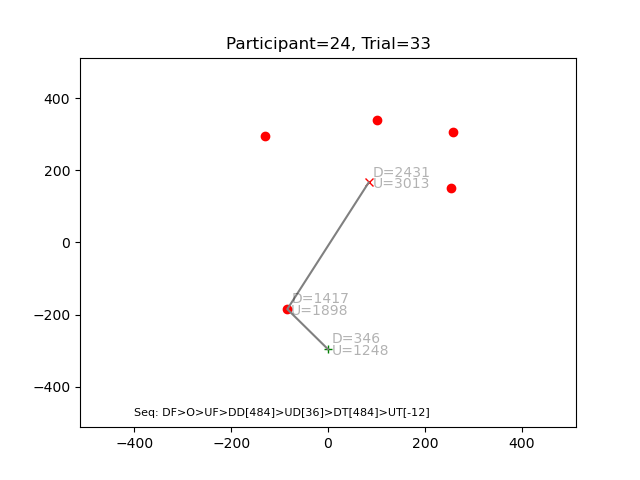 Participant=24, Trial=33
400
200
0
−200
−400
D=2431
U=3013
D=1417
U=1898
D=346
U=1248
Seq: DF>O>UF>DD[484]>UD[36]>DT[484]>UT[-12]
−400
−200
0
200
400